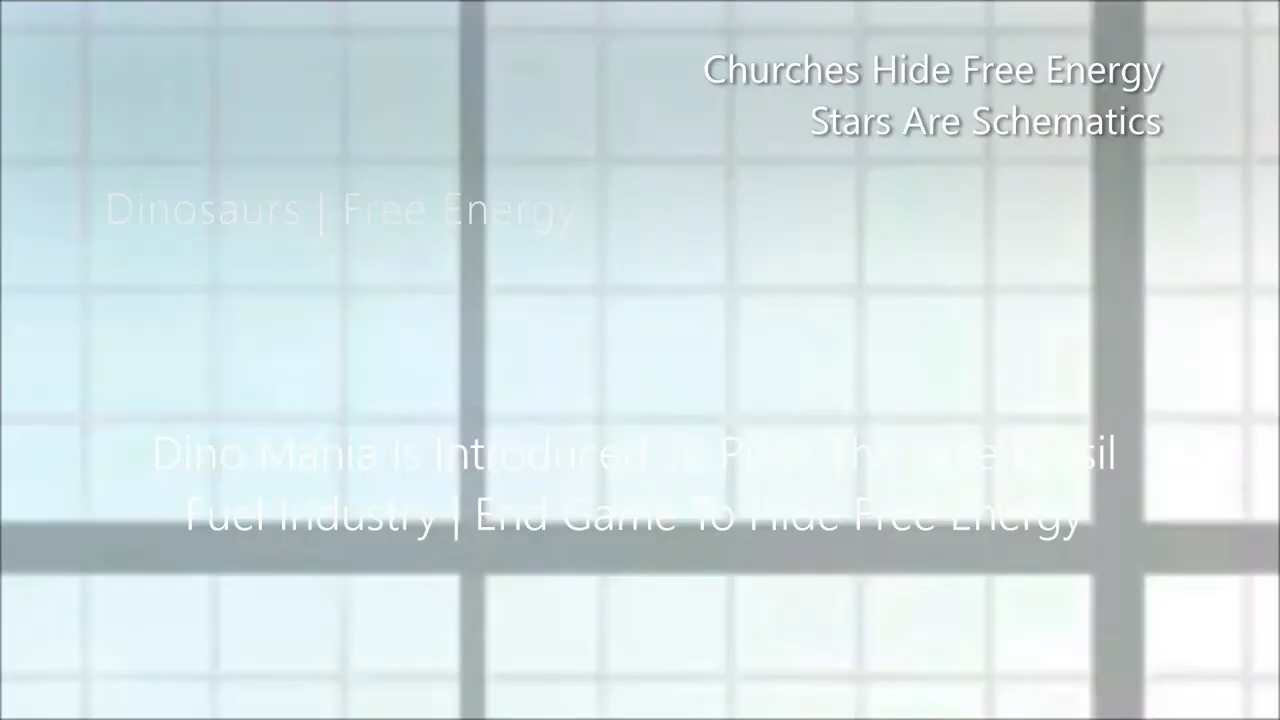 Churches Hide Free Energy
Stars Are Schematics
Dinosaurs | Free Energy
Dino Mania Is Introduced
Fuel Industry | End Game To Hide Free Energy